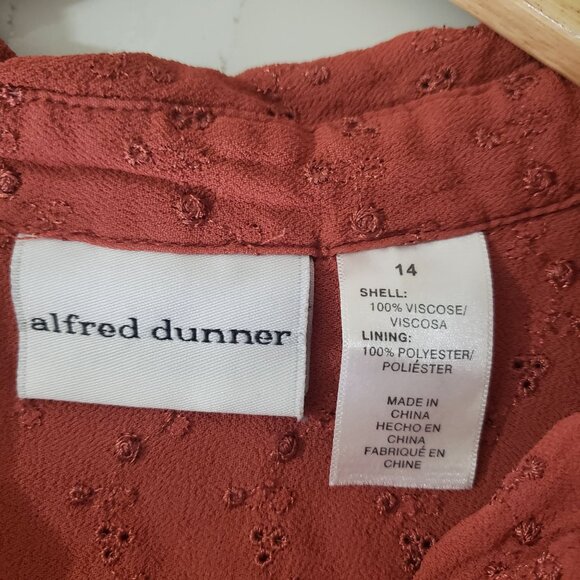 alfred dunner
14
SHELL:
100% VISCOSE/
VISCOSA
LINING:
100% POLYESTER/
POLIÉSTER
MADE IN
CHINA
HECHO EN
CHINA
FABRIQUÉ EN
CHINE